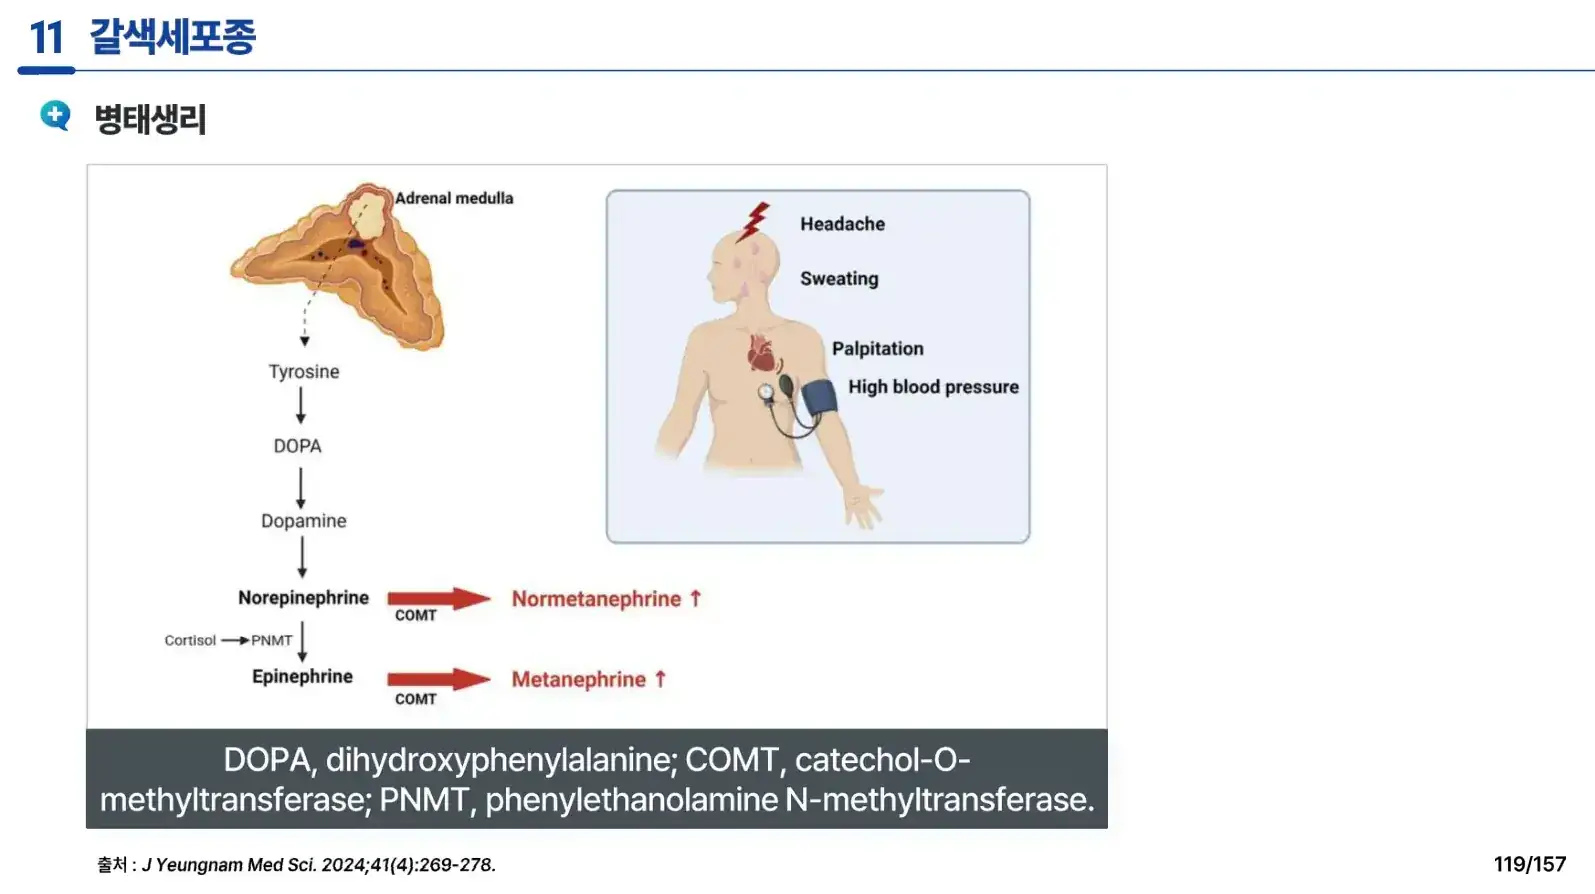 11 갈색세포종
병태생리
Adrenal medulla
Tyrosine
DOPA
Dopamine
Norepinephrine
COMT
Normetanephrine ↑
Cortisol
PNMT
Epinephrine
COMT
Metanephrine ↑
Headache
Sweating
Palpitation
High blood pressure
DOPA, dihydroxyphenylalanine; COMT, catechol-O-
methyltransferase; PNMT, phenylethanolamine N-methyltransferase.
출처 : J Yeungnam Med Sci. 2024;41(4):269-278.
119/157